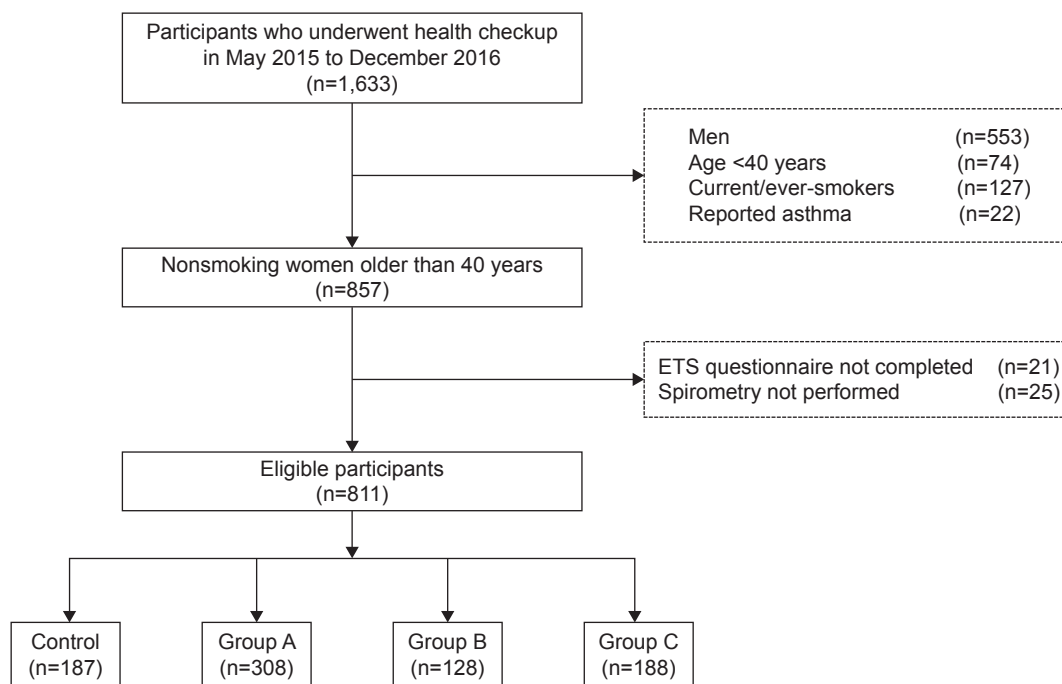 Participants who underwent health checkup
in May 2015 to December 2016
(n=1,633)
Men (n=553)
Age <40 years (n=74)
Current/ever-smokers (n=127)
Reported asthma (n=22)
Nonsmoking women older than 40 years
(n=857)
ETS questionnaire not completed (n=21)
Spirometry not performed (n=25)
Eligible participants
(n=811)
Control
(n=187)
Group A
(n=308)
Group B
(n=128)
Group C
(n=188)